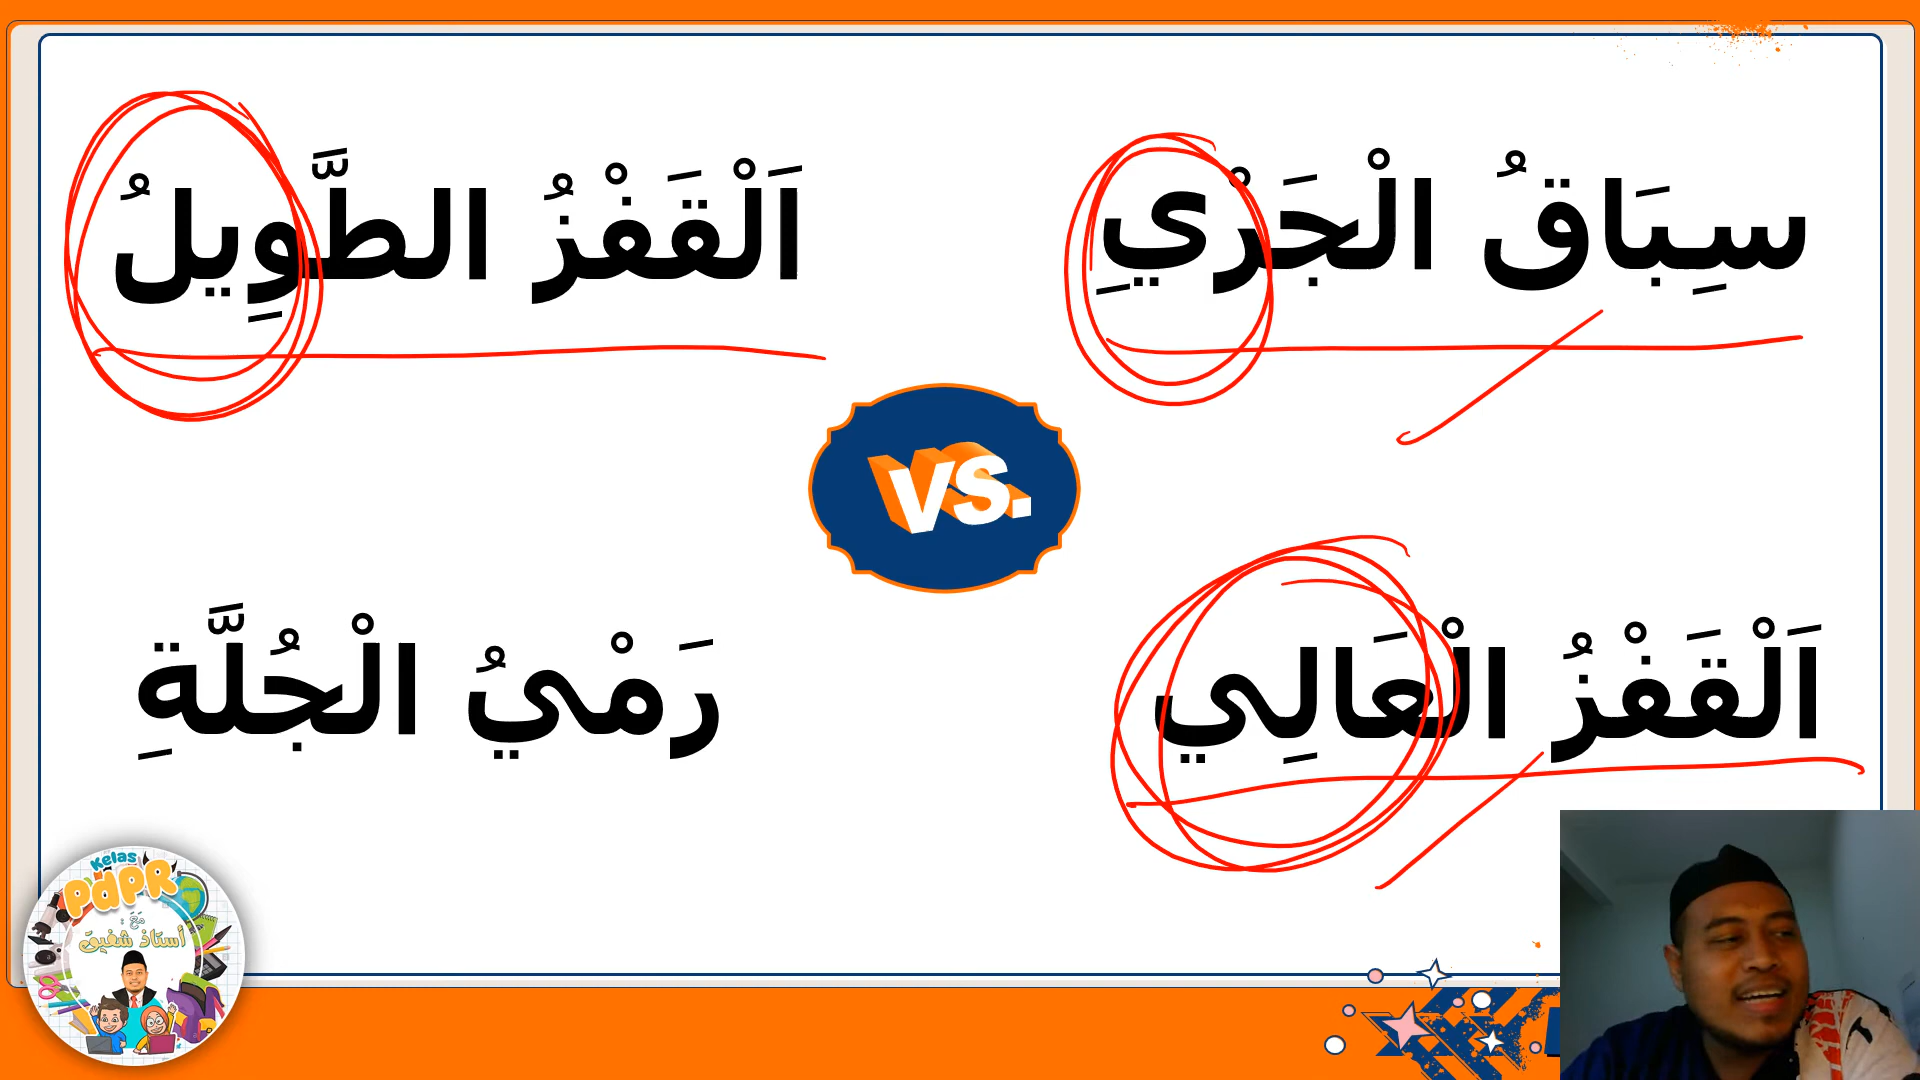 سِبَاقُ الْجَرْيِ
اَلْقَفْزُ الطَّوِيلُ
VS.
اَلْقَفْزُ الْعَالِي
رَمْيُ الْجُلَّةِ
Kelas
PdPR
مَعَ :
أستاذ شفيق